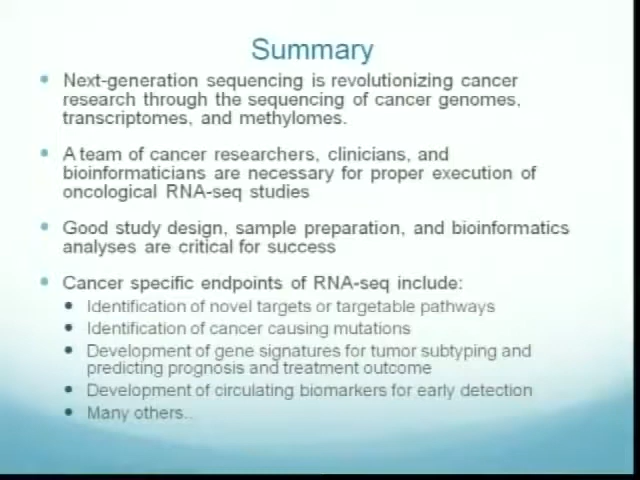 Summary
Next-generation sequencing is revolutionizing cancer
research through the sequencing of cancer genomes,
transcriptomes, and methylomes.
A team of cancer researchers, clinicians, and
bioinformaticians are necessary for proper execution of
oncological RNA-seq studies
Good study design, sample preparation, and bioinformatics
analyses are critical for success
Cancer specific endpoints of RNA-seq include:
Identification of novel targets or targetable pathways
Identification of cancer causing mutations
Development of gene signatures for tumor subtyping and
predicting prognosis and treatment outcome
Development of circulating biomarkers for early detection
Many others...